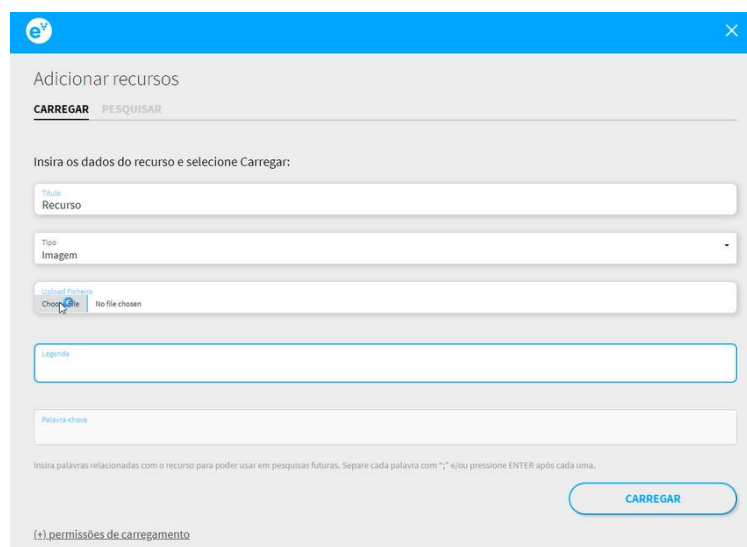 Adicionar recursos
CARREGAR PESQUISAR
Insira os dados do recurso e selecione Carregar:
Título
Recurso
Tipo
Imagem
Upload Ficheiro
Choose File No file chosen
Legenda
Palavra-chave
Insira palavras relacionadas com o recurso para poder usar em pesquisas futuras. Separe cada palavra com ";" e/ou pressione ENTER após cada uma.
CARREGAR
(+) permissões de carregamento